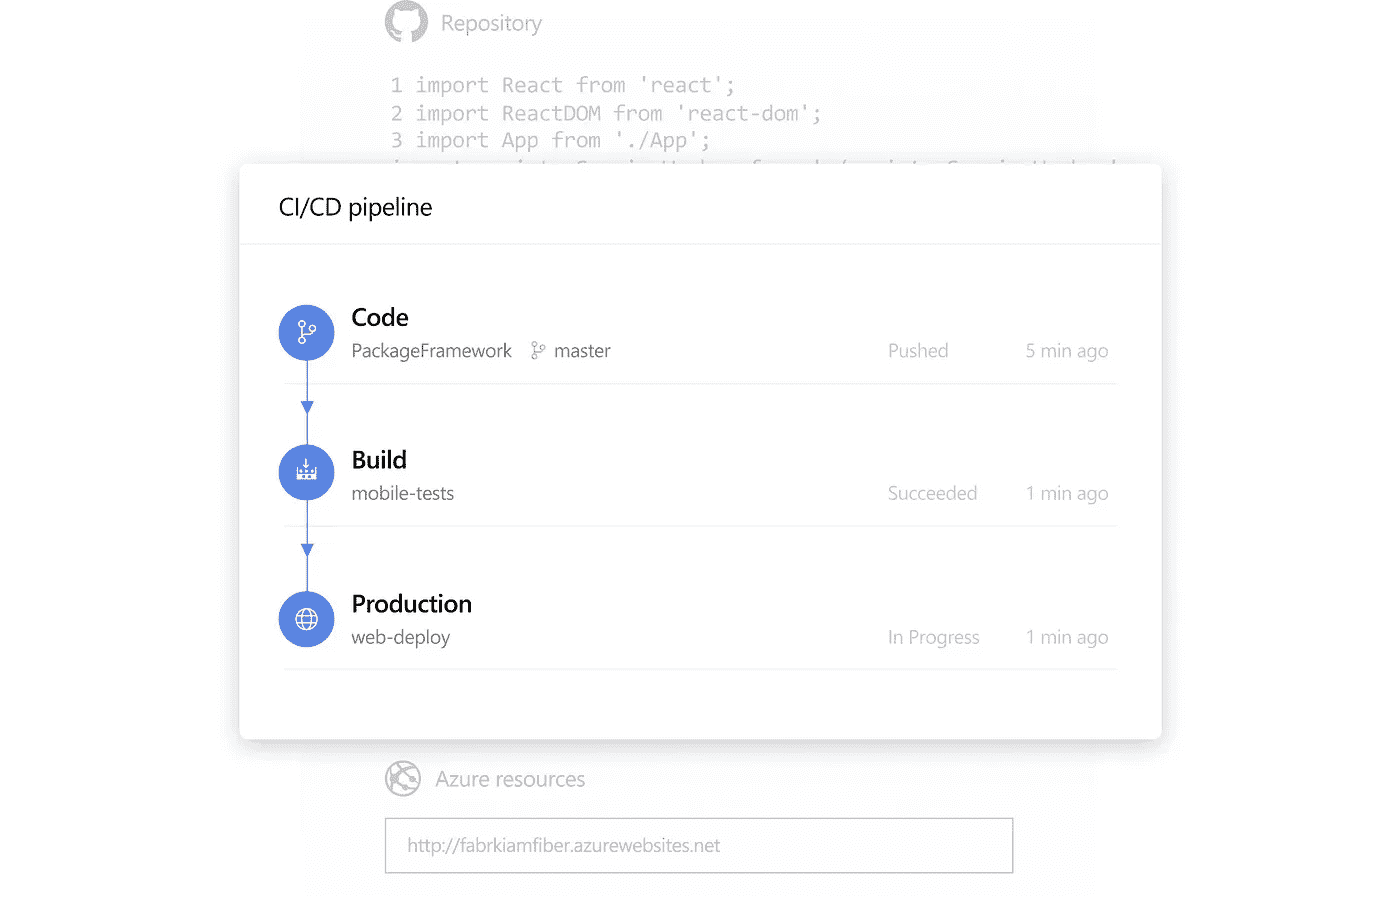 Repository
1 import React from 'react';
2 import ReactDOM from 'react-dom';
3 import App from './App';
CI/CD pipeline
Code
PackageFramework master Pushed 5 min ago
Build
mobile-tests Succeeded 1 min ago
Production
web-deploy In Progress 1 min ago
Azure resources
http://fabrkiamfiber.azurewebsites.net